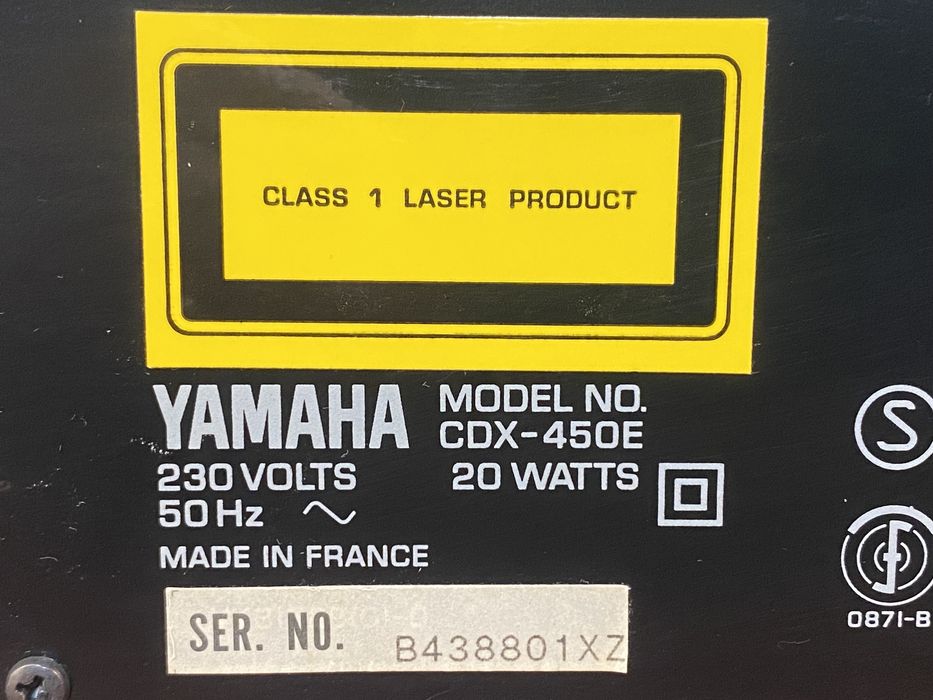 CLASS 1 LASER PRODUCT
YAMAHA
MODEL NO.
CDX-450E
230 VOLTS
20 WATTS
50 Hz
MADE IN FRANCE
SER. NO. B438801XZ
S
0871-B